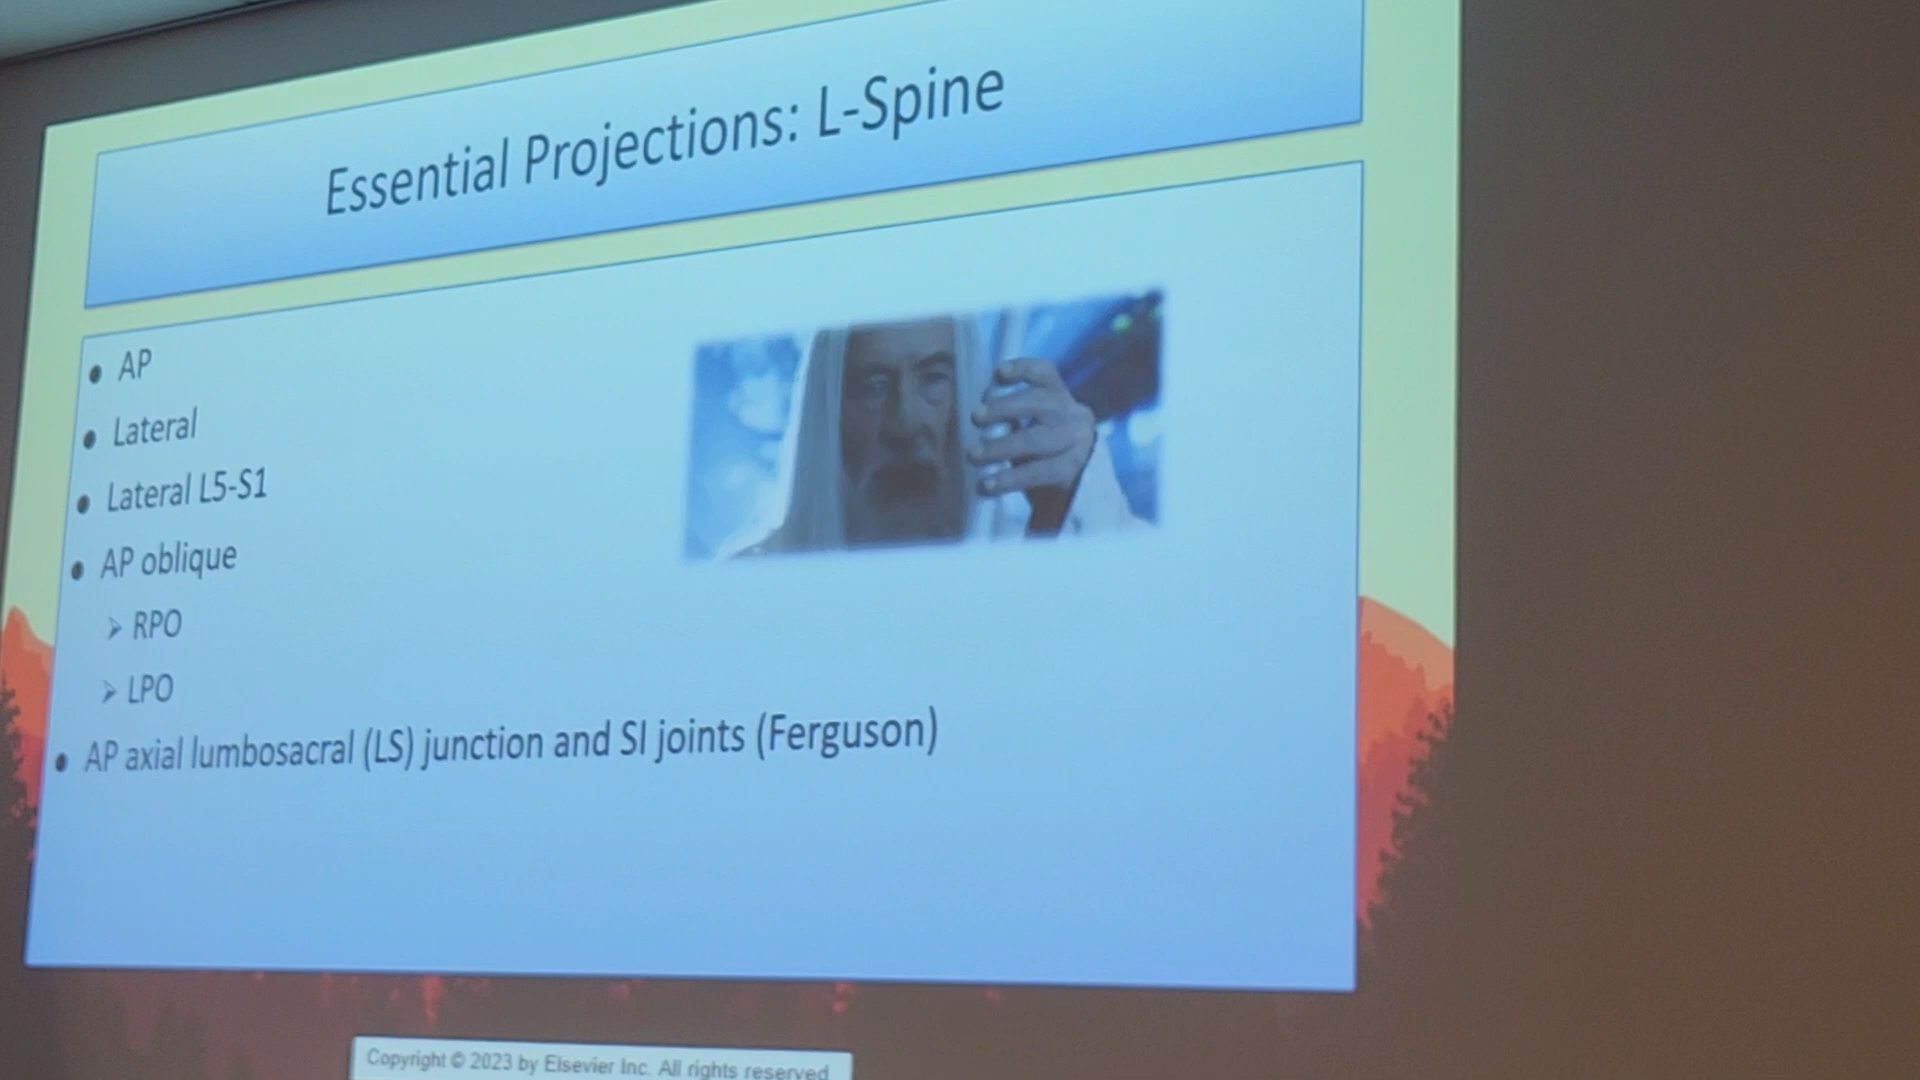 Essential Projections: L-Spine
• AP
• Lateral
• Lateral L5-S1
• AP oblique
➢ RPO
➢ LPO
• AP axial lumbosacral (LS) junction and SI joints (Ferguson)
Copyright © 2023 by Elsevier Inc. All rights reserved